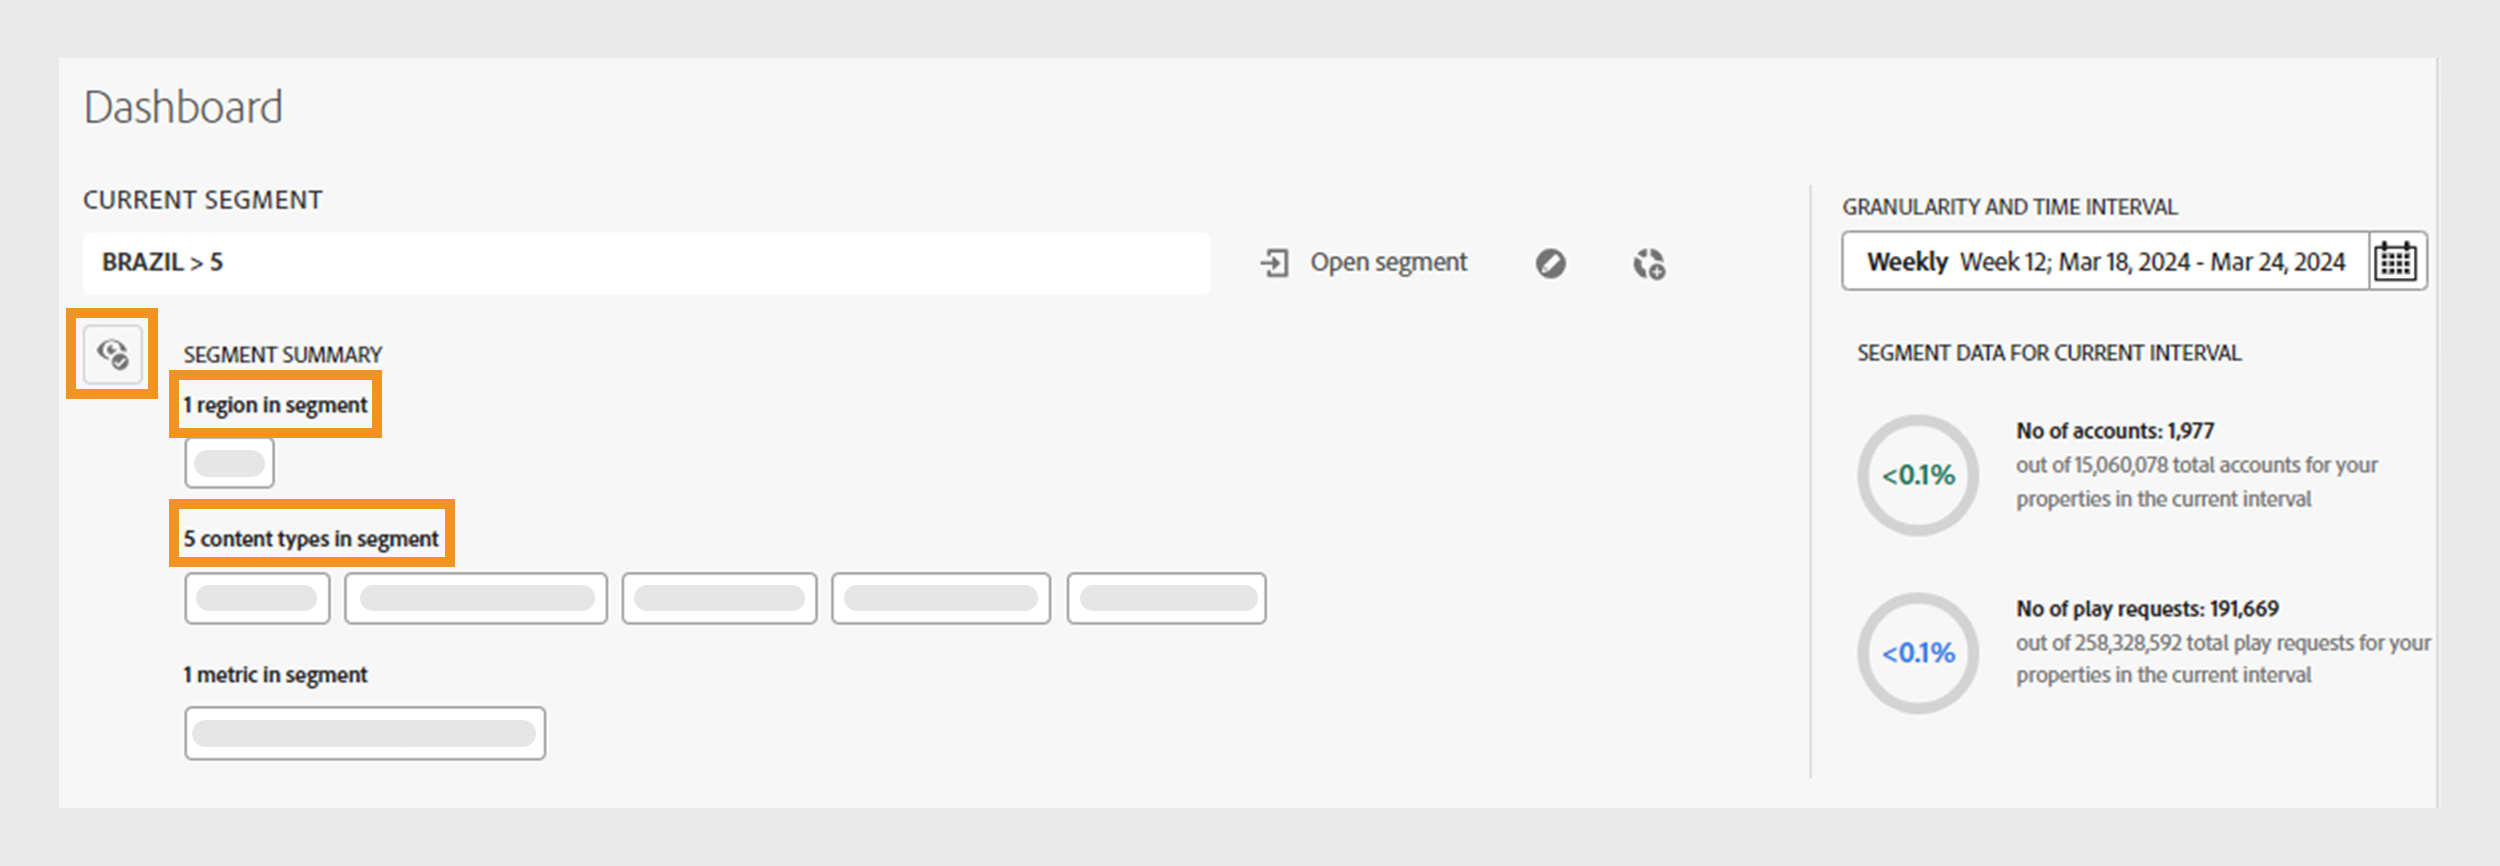 Dashboard
CURRENT SEGMENT
BRAZIL > 5
Open segment
SEGMENT SUMMARY
1 region in segment
5 content types in segment
1 metric in segment
GRANULARITY AND TIME INTERVAL
Weekly Week 12; Mar 18, 2024 - Mar 24, 2024
SEGMENT DATA FOR CURRENT INTERVAL
<0.1%
No of accounts: 1,977
out of 15,060,078 total accounts for your
properties in the current interval
<0.1%
No of play requests: 191,669
out of 258,328,592 total play requests for your
properties in the current interval